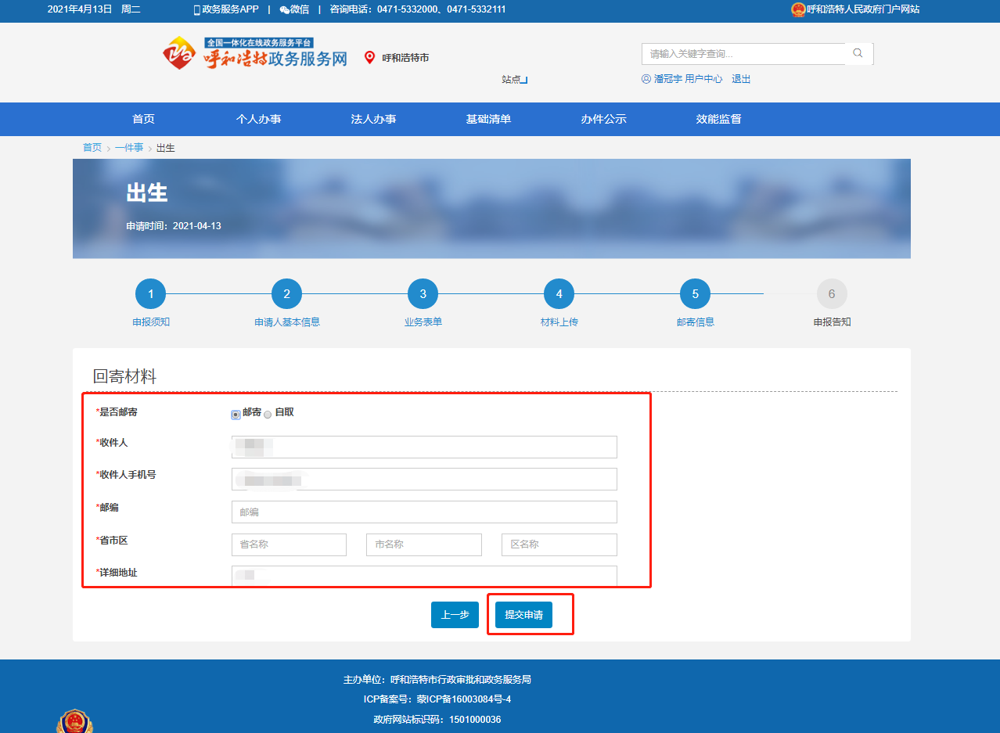 2021年4月13日 周二 政务服务APP | 微信 | 咨询电话：0471-5332000、0471-5332111 呼和浩特人民政府门户网站
全国一体化在线政务服务平台
呼和浩特政务服务网 呼和浩特市
请输入关键字查询...
站点
潘冠宇 用户中心 退出
首页 个人办事 法人办事 基础清单 办件公示 效能监督
首页 > 一件事 > 出生
出生
申请时间：2021-04-13
1 2 3 4 5 6
申报须知 申请人基本信息 业务表单 材料上传 邮寄信息 申报告知
回寄材料
*是否邮寄 邮寄 自取
*收件人
*收件人手机号
*邮编 邮编
*省市区 省名称 市名称 区名称
*详细地址
上一步 提交申请
主办单位：呼和浩特市行政审批和政务服务局
ICP备案号：蒙ICP备16003084号-4
政府网站标识码：1501000036